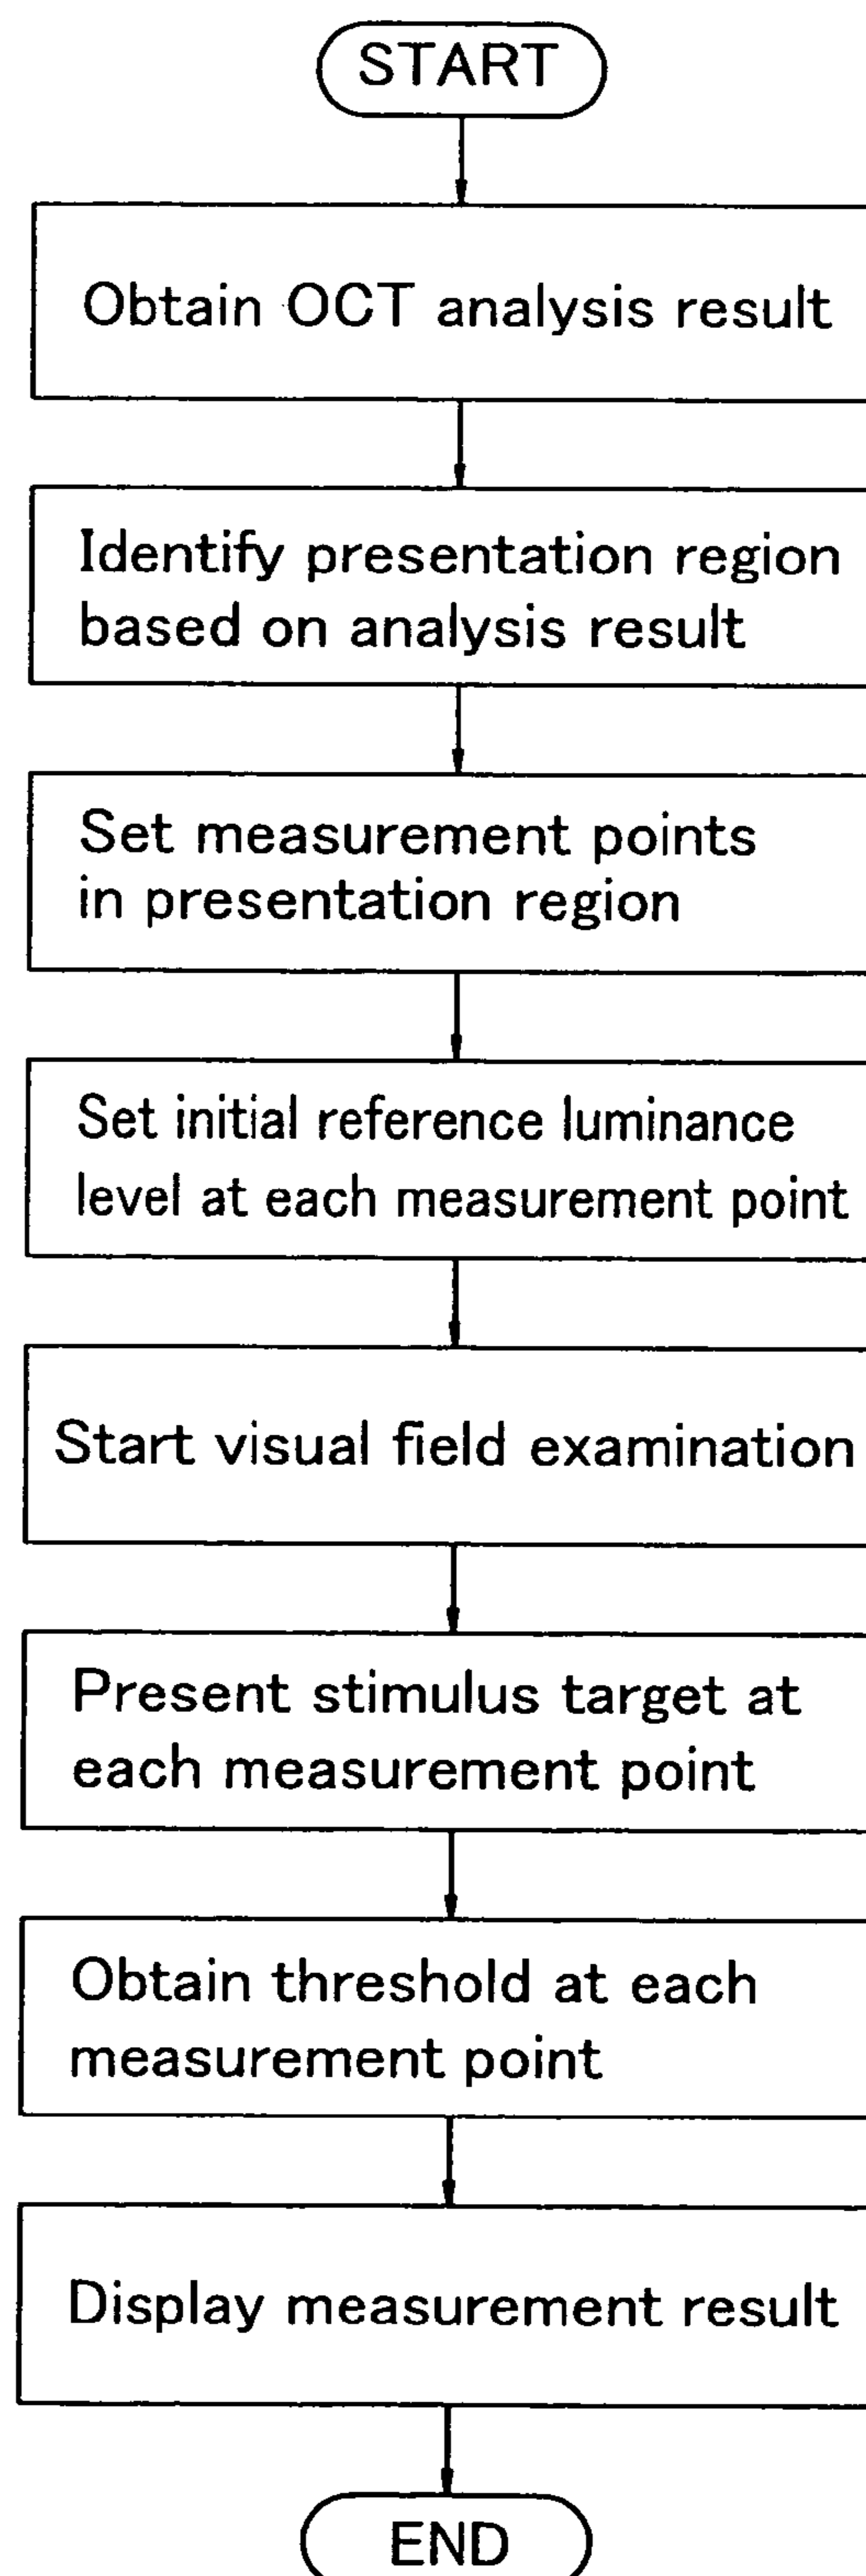 START
Obtain OCT analysis result
Identify presentation region
based on analysis result
Set measurement points
in presentation region
Set initial reference luminance
level at each measurement point
Start visual field examination
Present stimulus target at
each measurement point
Obtain threshold at each
measurement point
Display measurement result
END